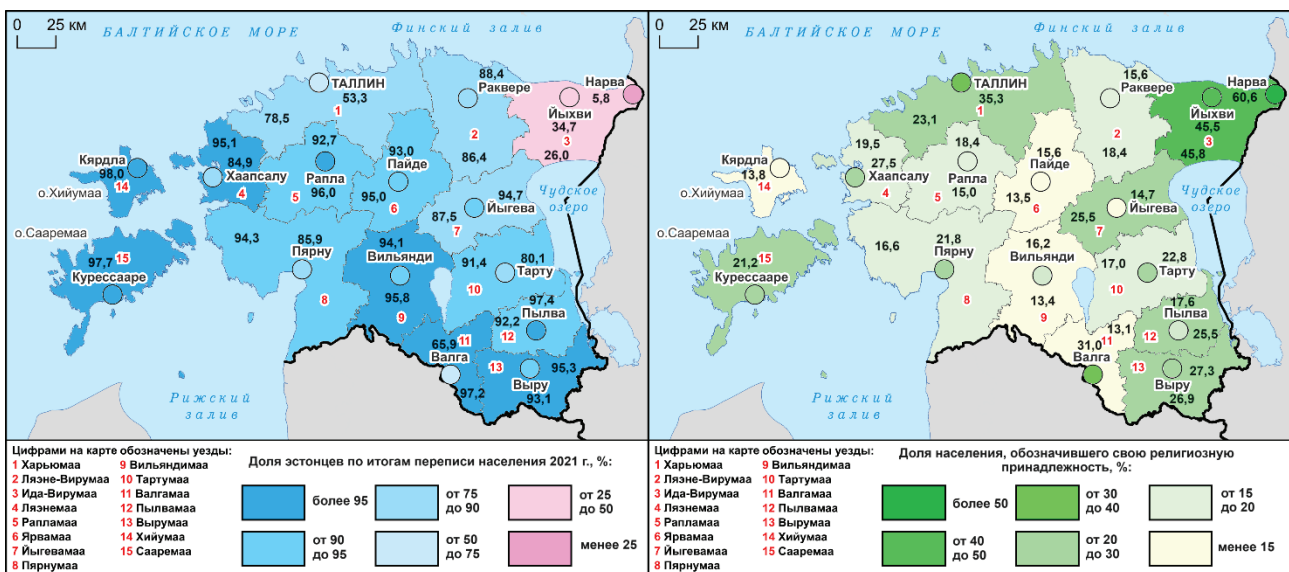 0 25 км
БАЛТИЙСКОЕ МОРЕ
Финский залив
ТАЛЛИН
53,3
1
78,5
88,4
Раквере
2
86,4
Нарва
5,8
Йыхви
34,7
3
26,0
95,1
84,9
Хаапсалу
4
92,7
Рапла
5
96,0
93,0
Пайде
95,0
6
Кярдла
98,0
14
о.Хийумаа
о.Сааремаа
97,7
15
Курессааре
94,7
Йыгева
87,5
7
Чудское
озеро
94,3
85,9
Пярну
8
94,1
Вильянди
95,8
9
91,4
80,1
Тарту
10
97,4
Пылва
92,2
12
65,9
11
Валга
97,2
13
Выру
95,3
93,1
Рижский
залив
Цифрами на карте обозначены уезды:
1 Харьюмаа
2 Ляэне-Вирумаа
3 Ида-Вирумаа
4 Ляэнемаа
5 Рапламаа
6 Ярвамаа
7 Йыгевамаа
8 Пярнумаа
9 Вильяндимаа
10 Тартумаа
11 Валгамаа
12 Пылвамаа
13 Вырумаа
14 Хийумаа
15 Сааремаа
Доля эстонцев по итогам переписи населения 2021 г., %:
более 95
от 75
до 90
от 25
до 50
от 90
до 95
от 50
до 75
менее 25
0 25 км
БАЛТИЙСКОЕ МОРЕ
Финский залив
ТАЛЛИН
35,3
1
23,1
15,6
Раквере
2
18,4
Нарва
60,6
Йыхви
45,5
3
45,8
19,5
27,5
Хаапсалу
4
18,4
Рапла
5
15,0
15,6
Пайде
13,5
6
Кярдла
13,8
14
о.Хийумаа
о.Сааремаа
21,2
15
Курессааре
14,7
Йыгева
25,5
7
Чудское
озеро
16,6
21,8
Пярну
8
16,2
Вильянди
13,4
9
17,0
22,8
Тарту
10
17,6
Пылва
25,5
12
13,1
31,0
11
Валга
13
Выру
27,3
26,9
Рижский
залив
Цифрами на карте обозначены уезды:
1 Харьюмаа
2 Ляэне-Вирумаа
3 Ида-Вирумаа
4 Ляэнемаа
5 Рапламаа
6 Ярвамаа
7 Йыгевамаа
8 Пярнумаа
9 Вильяндимаа
10 Тартумаа
11 Валгамаа
12 Пылвамаа
13 Вырумаа
14 Хийумаа
15 Сааремаа
Доля населения, обозначившего свою религиозную
принадлежность, %:
более 50
от 30
до 40
от 15
до 20
от 40
до 50
от 20
до 30
менее 15